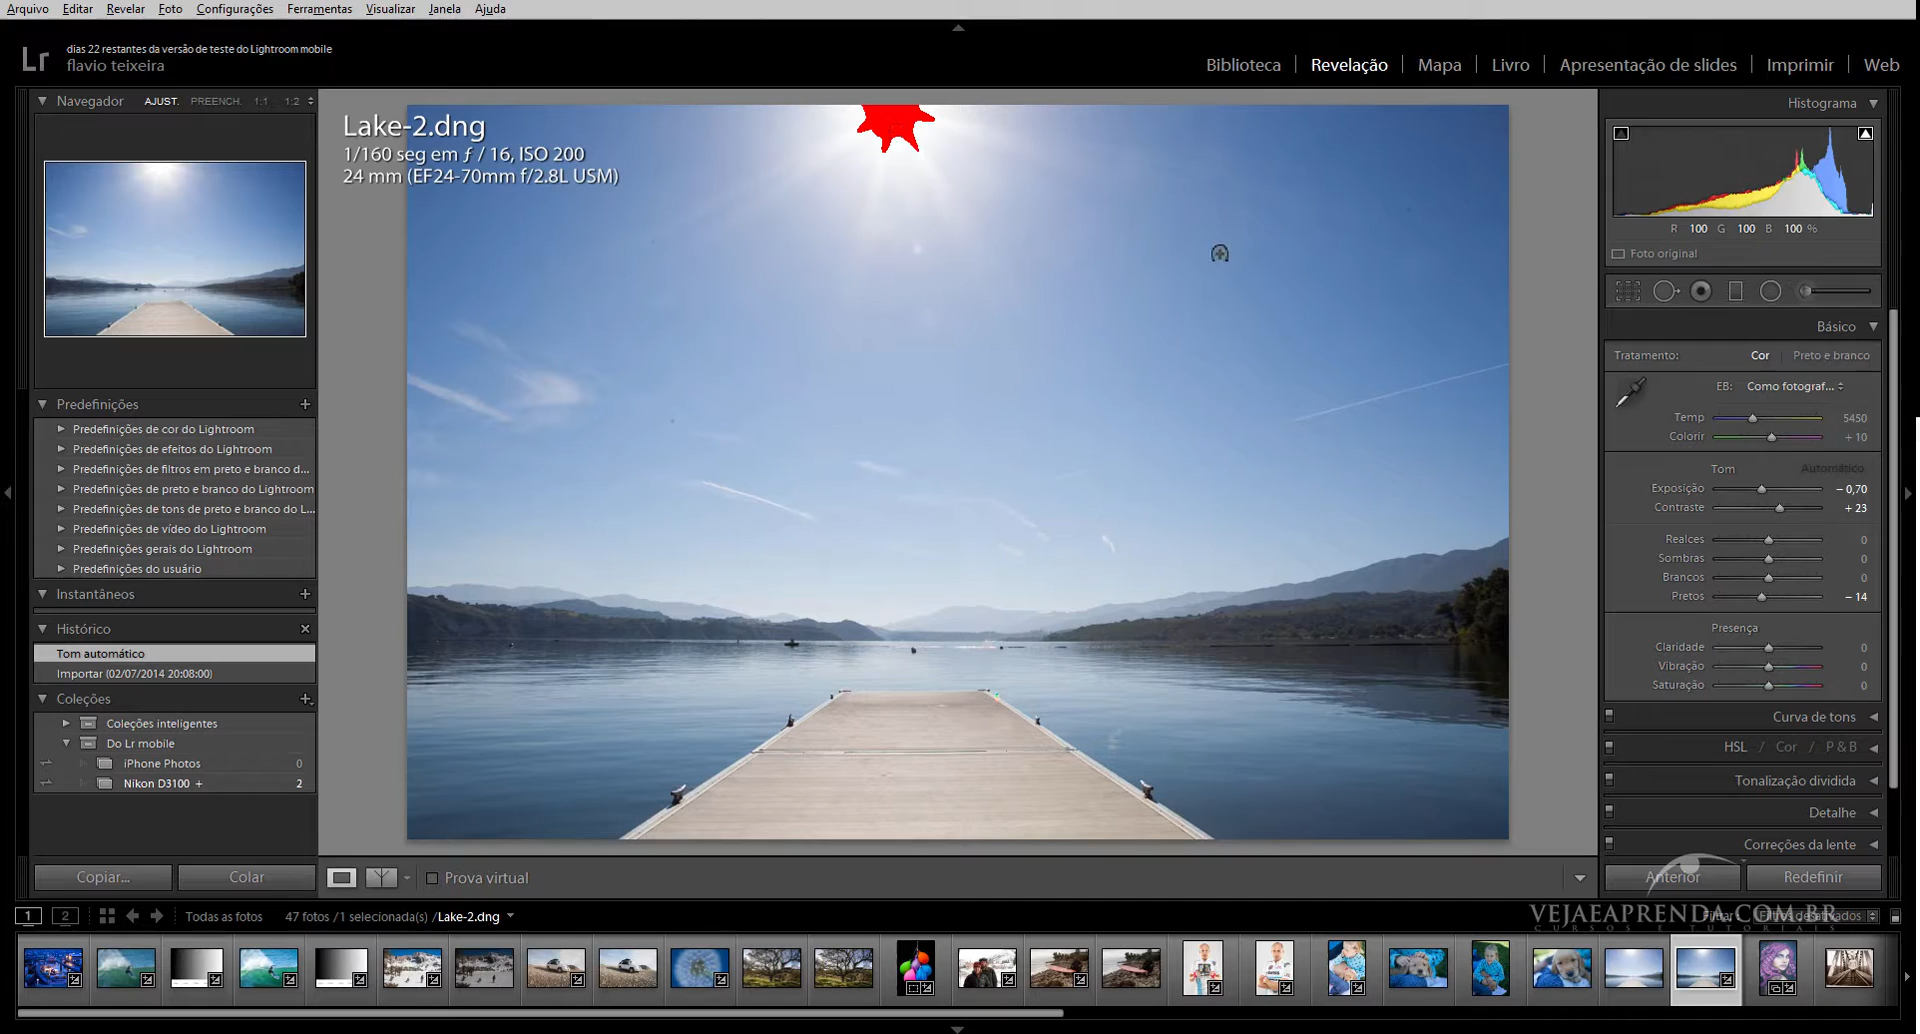 Arquivo Editar Revelar Foto Configurações Ferramentas Visualizar Janela Ajuda
Lr
dias 22 restantes da versão de teste do Lightroom mobile
flavio teixeira
Biblioteca Revelação Mapa Livro Apresentação de slides Imprimir Web
Navegador AJUST. PREENCH. 1:1 1:2
Lake-2.dng
1/160 seg em ƒ / 16, ISO 200
24 mm (EF24-70mm f/2.8L USM)
Predefinições +
Predefinições de cor do Lightroom
Predefinições de efeitos do Lightroom
Predefinições de filtros em preto e branco d...
Predefinições de preto e branco do Lightroom
Predefinições de tons de preto e branco do L...
Predefinições de vídeo do Lightroom
Predefinições gerais do Lightroom
Predefinições do usuário
Instantâneos +
Histórico ×
Tom automático
Importar (02/07/2014 20:08:00)
Coleções +
Coleções inteligentes
Do Lr mobile
iPhone Photos 0
Nikon D3100 + 2
Copiar... Colar
Prova virtual
Histograma
R 100 G 100 B 100 %
Foto original
Básico
Tratamento: Cor Preto e branco
EB: Como fotograf...
Temp 5450
Colorir + 10
Tom Automático
Exposição − 0,70
Contraste + 23
Realces 0
Sombras 0
Brancos 0
Pretos − 14
Presença
Claridade 0
Vibração 0
Saturação 0
Curva de tons
HSL / Cor / P & B
Tonalização dividida
Detalhe
Correções da lente
Anterior Redefinir
1 2 Todas as fotos 47 fotos /1 selecionada(s) /Lake-2.dng
Filtrar: Filtros desativados
VEJAEAPRENDA.COM.BR
CURSOS E TUTORIAIS